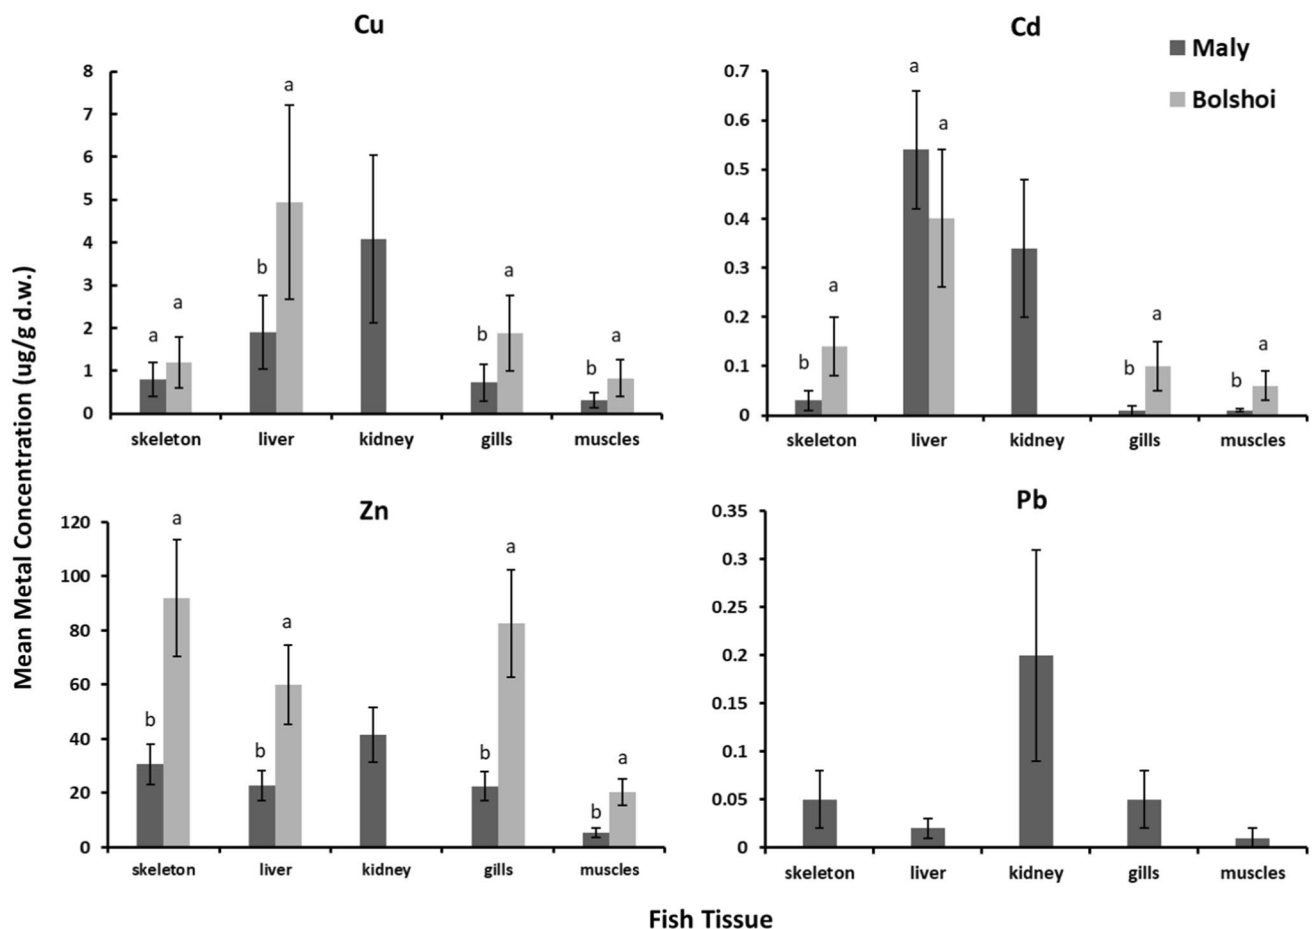 Cu
8
7
6
5
4
3
2
1
0
a a
b
a
b
a
b
a
skeleton liver kidney gills muscles
Cd
Maly
Bolshoi
0.7
0.6
0.5
0.4
0.3
0.2
0.1
0
b
a
a
a
b
a
b
a
skeleton liver kidney gills muscles
Mean Metal Concentration (ug/g d.w.)
Zn
120
100
80
60
40
20
0
b
a
b
a
b
a
b
a
skeleton liver kidney gills muscles
Pb
0.35
0.3
0.25
0.2
0.15
0.1
0.05
0
skeleton liver kidney gills muscles
Fish Tissue